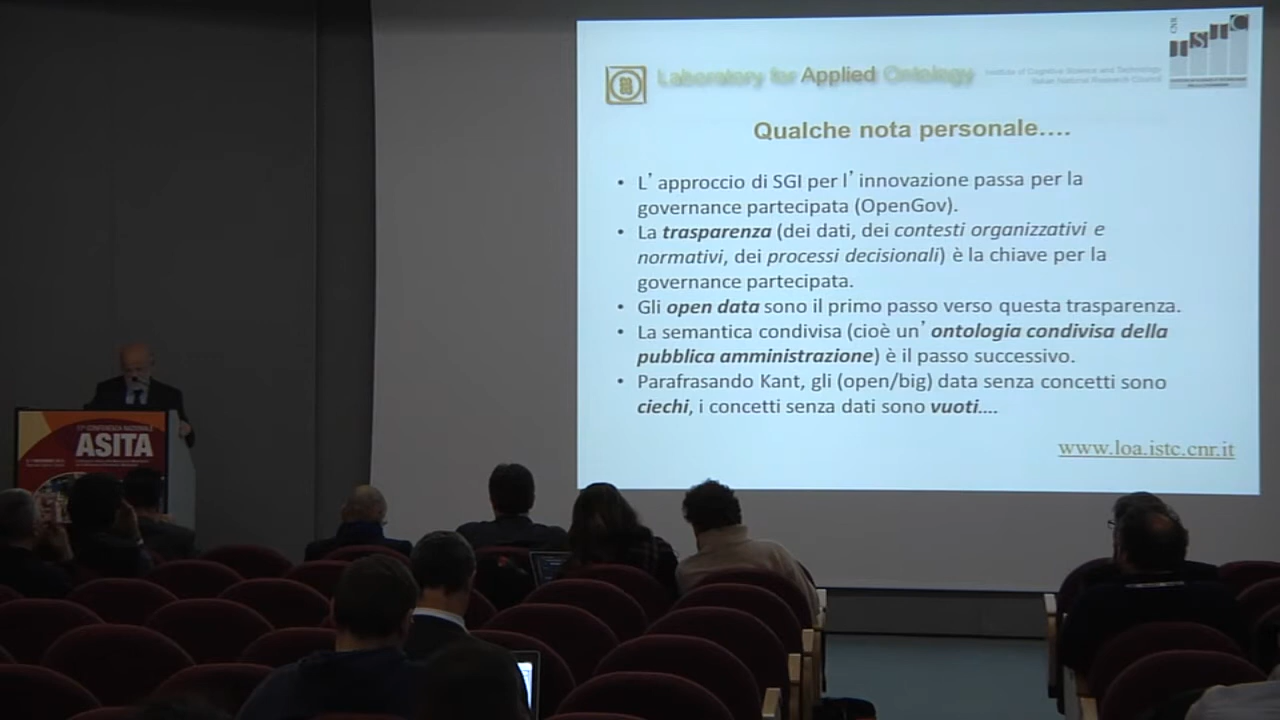 Laboratory for Applied Ontology
Institute of Cognitive Science and Technology
Italian National Research Council
CNR
ISTC
Qualche nota personale….
• L’ approccio di SGI per l’ innovazione passa per la
governance partecipata (OpenGov).
• La trasparenza (dei dati, dei contesti organizzativi e
normativi, dei processi decisionali) è la chiave per la
governance partecipata.
• Gli open data sono il primo passo verso questa trasparenza.
• La semantica condivisa (cioè un’ ontologia condivisa della
pubblica amministrazione) è il passo successivo.
• Parafrasando Kant, gli (open/big) data senza concetti sono
ciechi, i concetti senza dati sono vuoti….
www.loa.istc.cnr.it
CONFERENZA NAZIONALE
ASITA